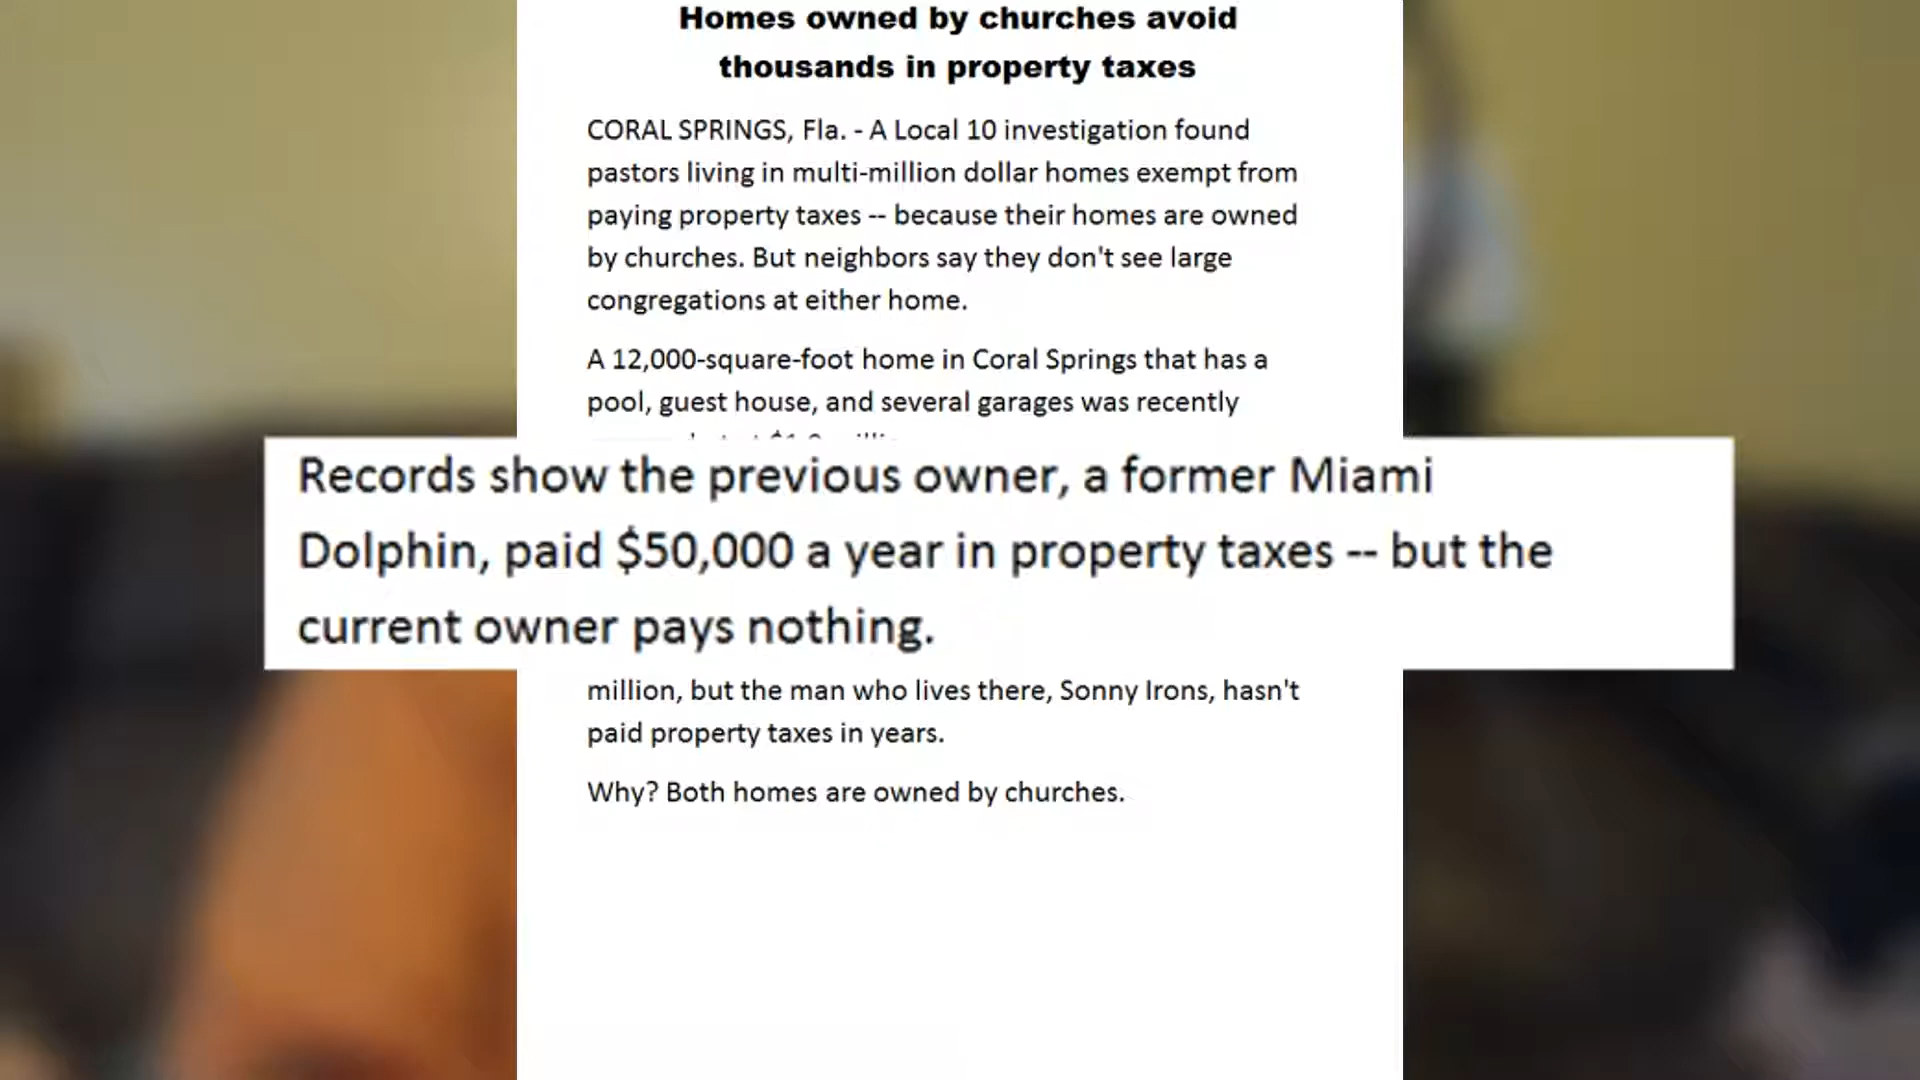 Homes owned by churches avoid
thousands in property taxes
CORAL SPRINGS, Fla. - A Local 10 investigation found
pastors living in multi-million dollar homes exempt from
paying property taxes -- because their homes are owned
by churches. But neighbors say they don't see large
congregations at either home.
A 12,000-square-foot home in Coral Springs that has a
pool, guest house, and several garages was recently
Records show the previous owner, a former Miami
Dolphin, paid $50,000 a year in property taxes -- but the
current owner pays nothing.
million, but the man who lives there, Sonny Irons, hasn't
paid property taxes in years.
Why? Both homes are owned by churches.